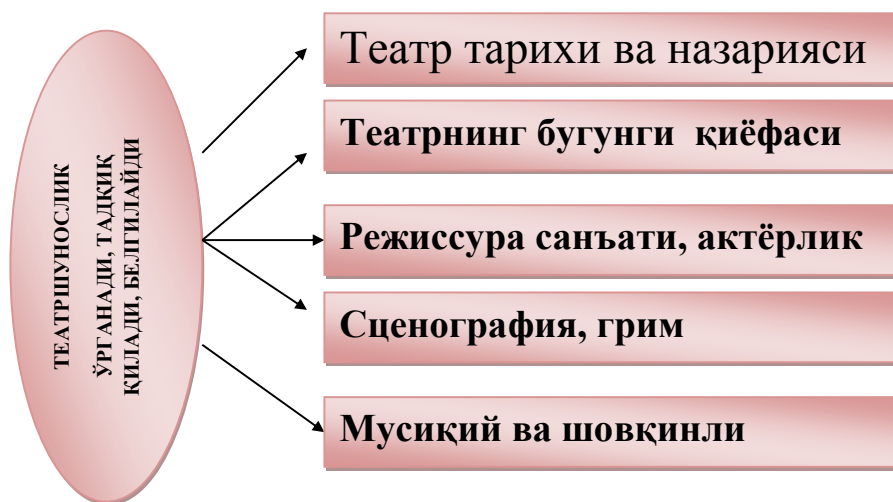 ТЕАТРШУНОСЛИК
ЎРГАНАДИ, ТАДҚИҚ
ҚИЛАДИ, БЕЛГИЛАЙДИ
Театр тарихи ва назарияси
Театрнинг бугунги қиёфаси
Режиссура санъати, актёрлик
Сценография, грим
Мусиқий ва шовқинли